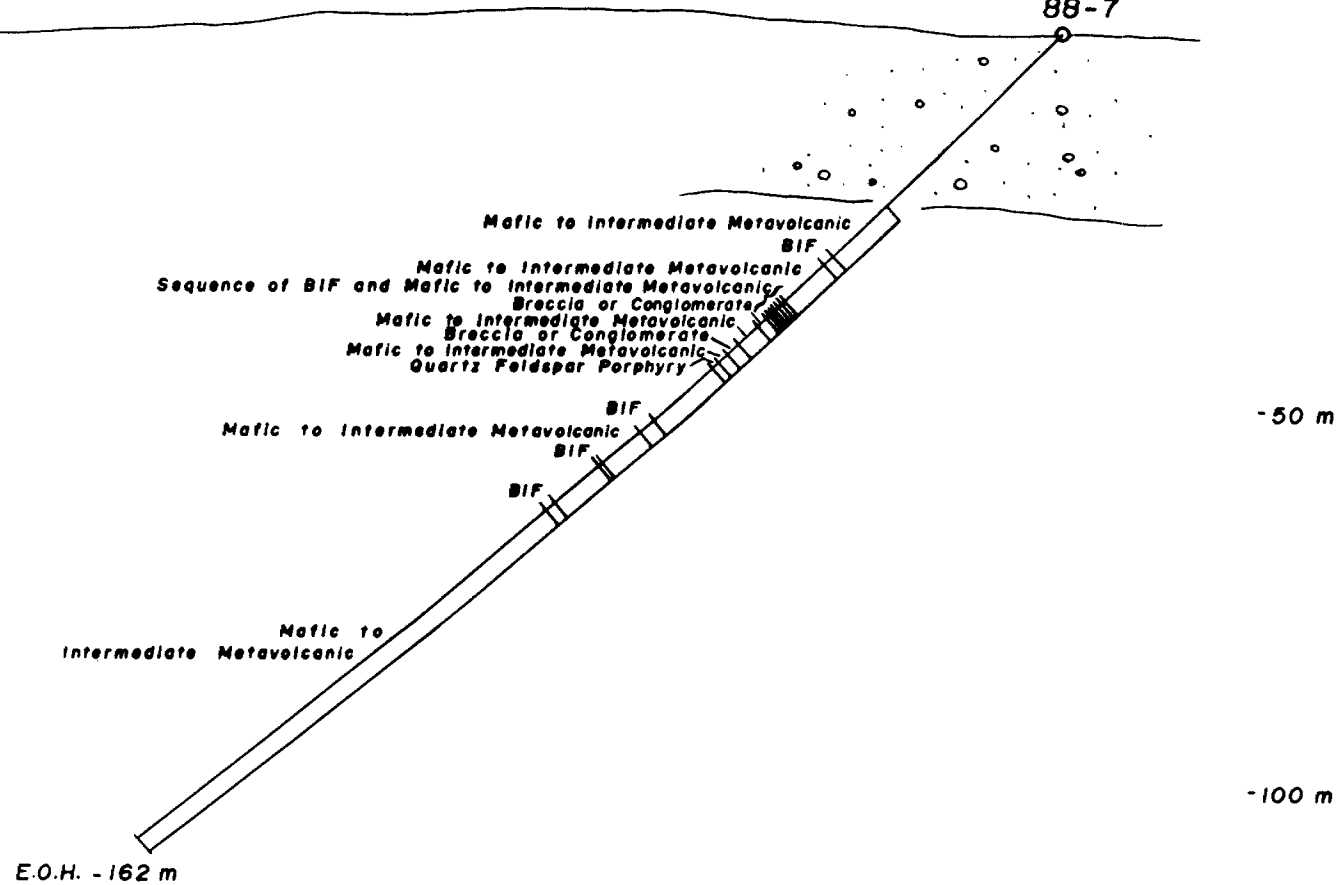 88-7
Mafic to Intermediate Metavolcanic
BIF
Mafic to Intermediate Metavolcanic
Sequence of BIF and Mafic to Intermediate Metavolcanic
Breccia or Conglomerate
Mafic to Intermediate Metavolcanic
Breccia or Conglomerate
Mafic to Intermediate Metavolcanic
Quartz Feldspar Porphyry
BIF
-50 m
Mafic to Intermediate Metavolcanic
BIF
BIF
Mafic to
Intermediate Metavolcanic
-100 m
E.O.H. - 162 m